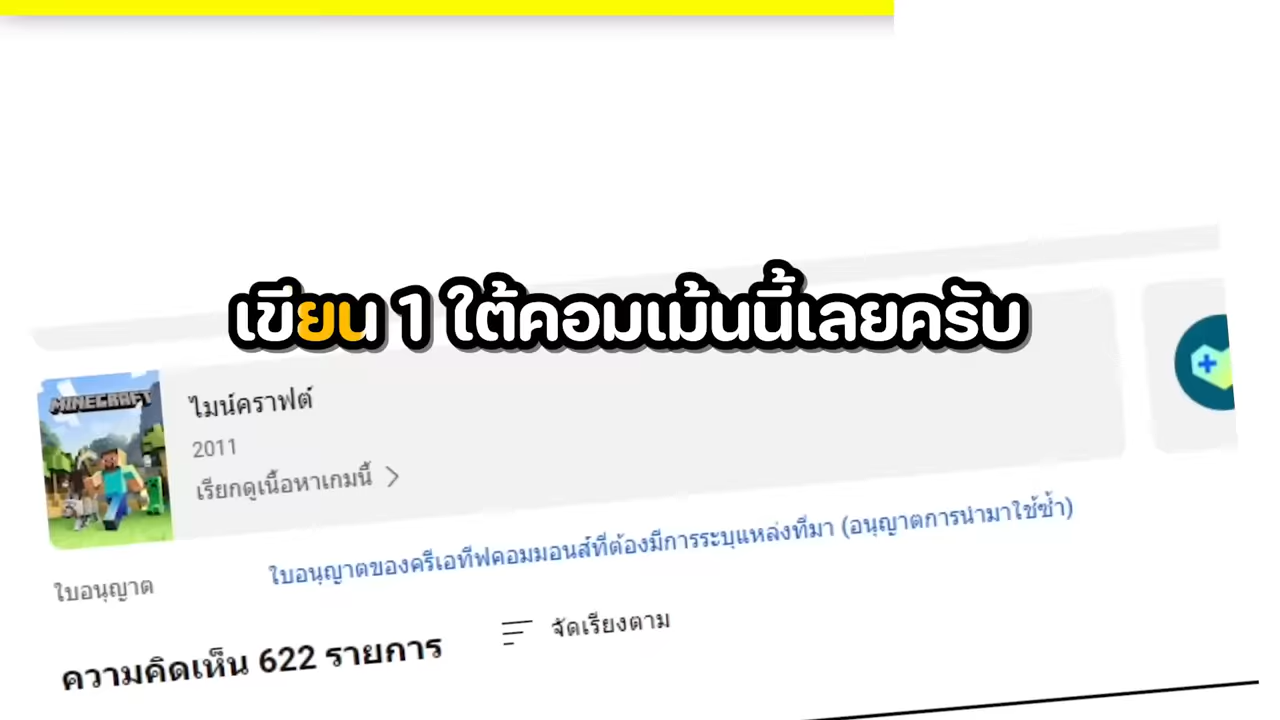 เขียน 1 ใต้คอมเม้นนี้เลยครับ
MINECRAFT
ไมน์คราฟต์
2011
เรียกดูเนื้อหาเกมนี้
ใบอนุญาต
ใบอนุญาตของครีเอทีฟคอมมอนส์ที่ต้องมีการระบุแหล่งที่มา (อนุญาตการนำมาใช้ซ้ำ)
ความคิดเห็น 622 รายการ
จัดเรียงตาม